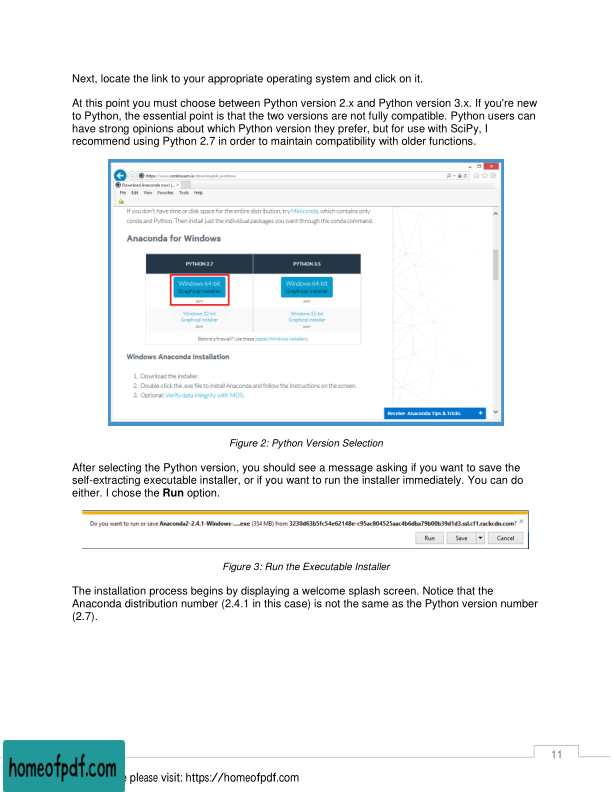 Next, locate the link to your appropriate operating system and click on it.
At this point you must choose between Python version 2.x and Python version 3.x. If you're new
to Python, the essential point is that the two versions are not fully compatible. Python users can
have strong opinions about which Python version they prefer, but for use with SciPy, I
recommend using Python 2.7 in order to maintain compatibility with older functions.
https://www.continuum.io/downloads#_windows
Download Anaconda now! |...
File Edit View Favorites Tools Help
If you don't have time or disk space for the entire distribution, try Miniconda, which contains only
conda and Python. Then install just the individual packages you want through the conda command.
Anaconda for Windows
PYTHON 2.7 PYTHON 3.5
Windows 64-bit Windows 64-bit
Graphical Installer Graphical Installer
Windows 32-bit Windows 32-bit
Graphical Installer Graphical Installer
Behind a firewall? Use these zipped Windows installers.
Windows Anaconda Installation
1. Download the installer.
2. Double-click the .exe file to install Anaconda and follow the instructions on the screen.
3. Optional: Verify data integrity with MD5.
Receive Anaconda Tips & Tricks +
Figure 2: Python Version Selection
After selecting the Python version, you should see a message asking if you want to save the
self-extracting executable installer, or if you want to run the installer immediately. You can do
either. I chose the Run option.
Do you want to run or save Anaconda2-2.4.1-Windows-....exe (354 MB) from 3230d63b5fc54e62148e-c95ac804525aac4b6dba79b00b39d1d3.ssl.cf1.rackcdn.com?
Run Save Cancel
Figure 3: Run the Executable Installer
The installation process begins by displaying a welcome splash screen. Notice that the
Anaconda distribution number (2.4.1 in this case) is not the same as the Python version number
(2.7).
11
homeofpdf.com
please visit: https://homeofpdf.com